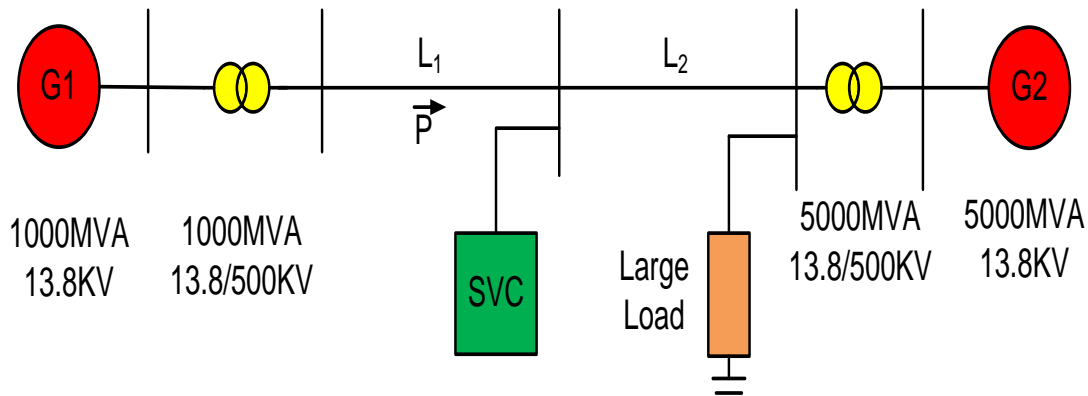 G1
L₁
L₂
G2
P
1000MVA
13.8KV
1000MVA
13.8/500KV
SVC
Large
Load
5000MVA
13.8/500KV
5000MVA
13.8KV